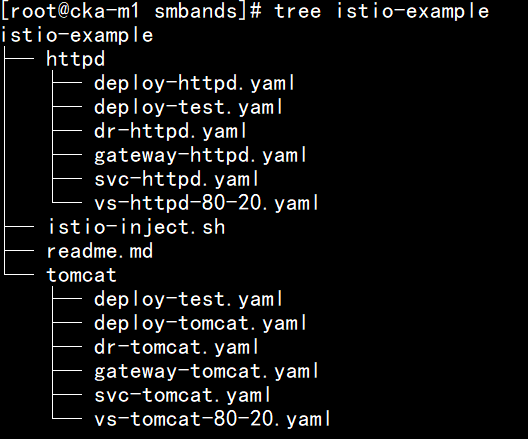 [root@cka-m1 smbands]# tree istio-example
istio-example
├── httpd
│   ├── deploy-httpd.yaml
│   ├── deploy-test.yaml
│   ├── dr-httpd.yaml
│   ├── gateway-httpd.yaml
│   ├── svc-httpd.yaml
│   └── vs-httpd-80-20.yaml
├── istio-inject.sh
├── readme.md
└── tomcat
    ├── deploy-test.yaml
    ├── deploy-tomcat.yaml
    ├── dr-tomcat.yaml
    ├── gateway-tomcat.yaml
    ├── svc-tomcat.yaml
    └── vs-tomcat-80-20.yaml